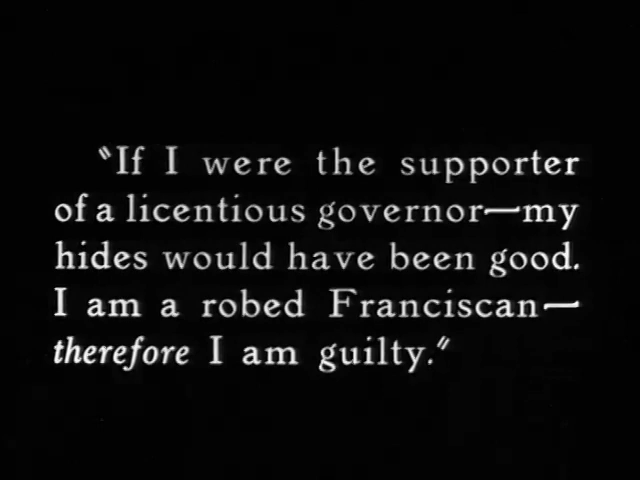 "If I were the supporter
of a licentious governor—my
hides would have been good.
I am a robed Franciscan—
therefore I am guilty."